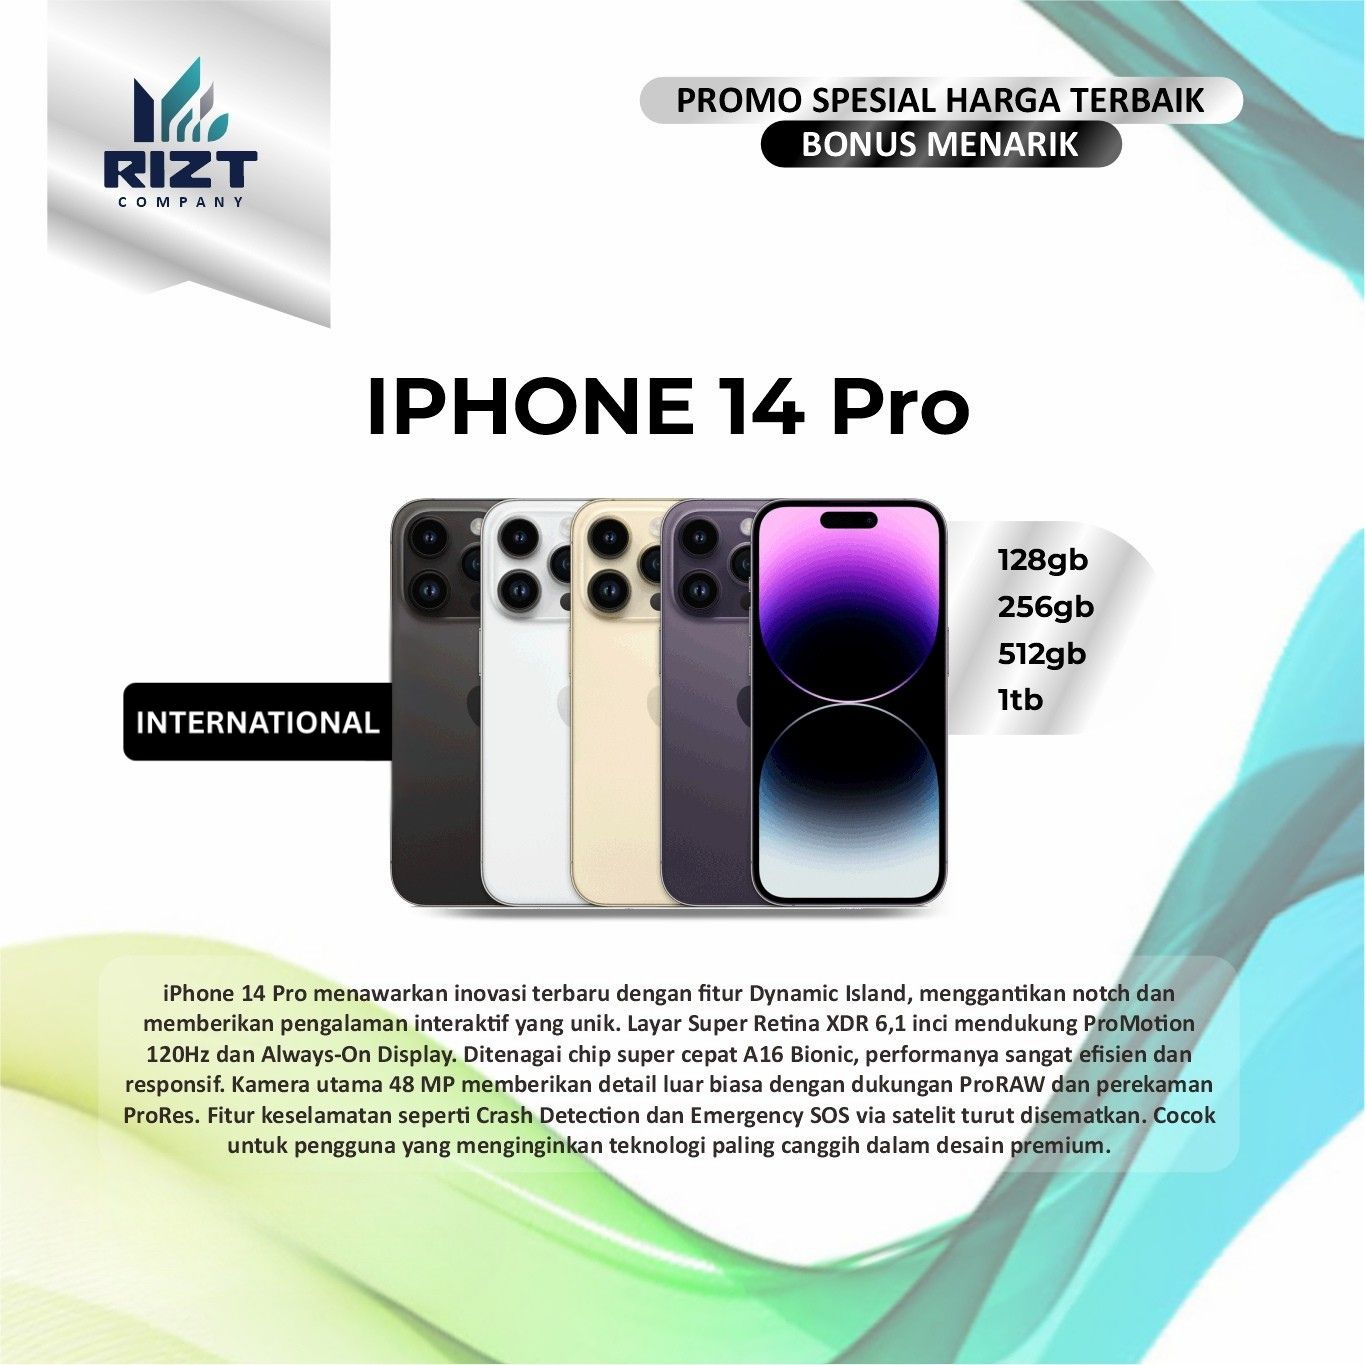 RIZT
COMPANY
PROMO SPESIAL HARGA TERBAIK
BONUS MENARIK
IPHONE 14 Pro
128gb
256gb
512gb
1tb
INTERNATIONAL
iPhone 14 Pro menawarkan inovasi terbaru dengan fitur Dynamic Island, menggantikan notch dan
memberikan pengalaman interaktif yang unik. Layar Super Retina XDR 6,1 inci mendukung ProMotion
120Hz dan Always-On Display. Ditenagai chip super cepat A16 Bionic, performanya sangat efisien dan
responsif. Kamera utama 48 MP memberikan detail luar biasa dengan dukungan ProRAW dan perekaman
ProRes. Fitur keselamatan seperti Crash Detection dan Emergency SOS via satelit turut disematkan. Cocok
untuk pengguna yang menginginkan teknologi paling canggih dalam desain premium.